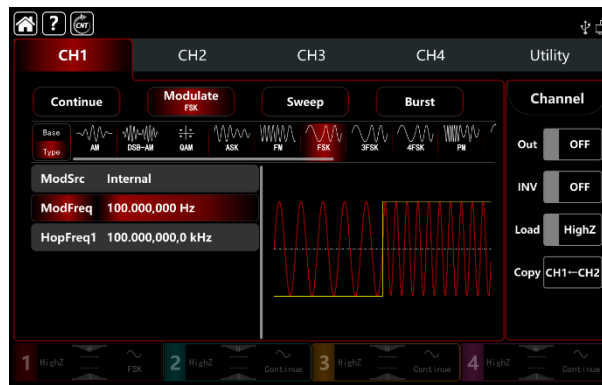 ? CNT
CH1 CH2 CH3 CH4 Utility
Continue Modulate Sweep Burst Channel
FSK
Base
Type AM DSB-AM QAM ASK FM FSK 3FSK 4FSK PM
Out OFF
ModSrc Internal
INV OFF
ModFreq 100.000,000 Hz
Load HighZ
HopFreq1 100.000,000,0 kHz
Copy CH1←CH2
1 HighZ FSK 2 HighZ Continue 3 HighZ Continue 4 HighZ Continue